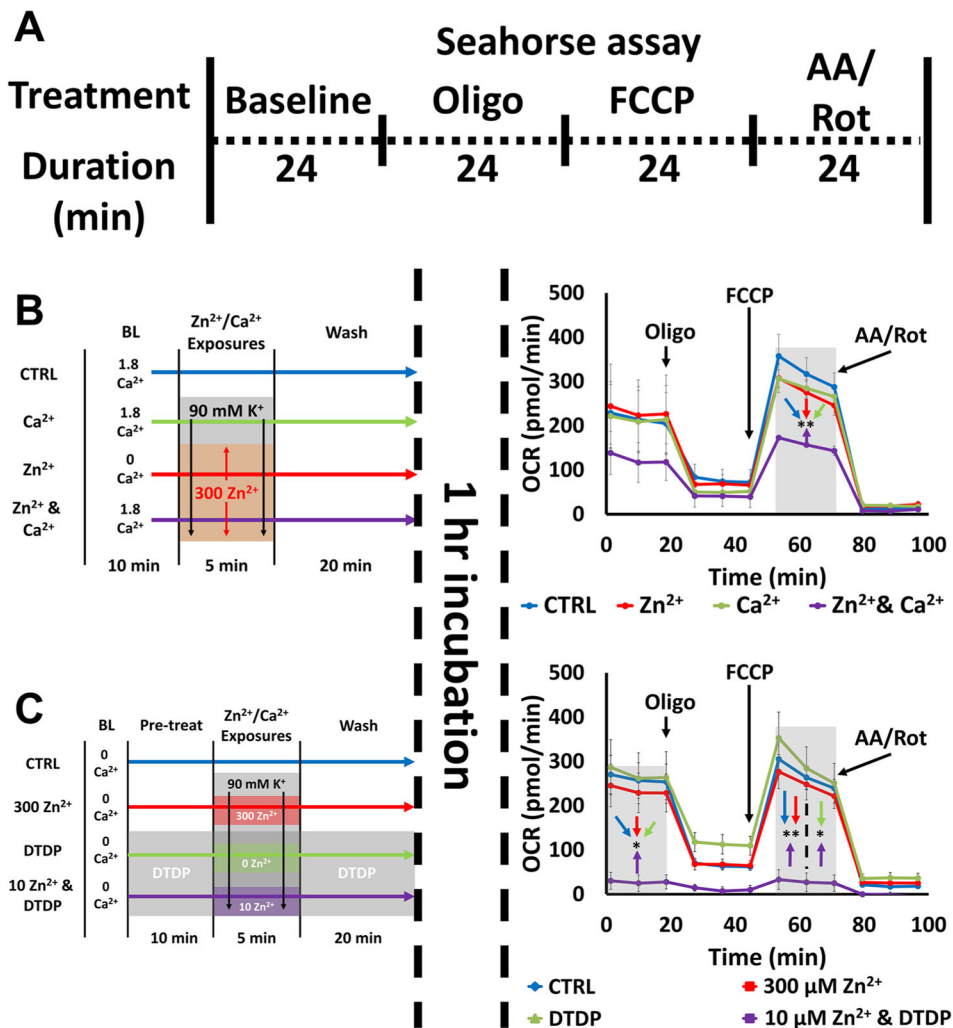 A
Seahorse assay
Treatment
Baseline
Oligo
FCCP
AA/
Rot
Duration
(min)
24
24
24
24
B
BL
Zn²⁺/Ca²⁺
Exposures
Wash
CTRL
1.8
Ca²⁺
Ca²⁺
1.8
Ca²⁺
90 mM K⁺
Zn²⁺
0
Ca²⁺
300 Zn²⁺
Zn²⁺ &
Ca²⁺
1.8
Ca²⁺
10 min
5 min
20 min
1 hr incubation
OCR (pmol/min)
500
400
300
200
100
0
Oligo
FCCP
AA/Rot
**
0
20
40
60
80
100
Time (min)
CTRL
Zn²⁺
Ca²⁺
Zn²⁺& Ca²⁺
C
BL
Pre-treat
Zn²⁺/Ca²⁺
Exposures
Wash
CTRL
0
Ca²⁺
90 mM K⁺
300 Zn²⁺
0
Ca²⁺
300 Zn²⁺
DTDP
0
Ca²⁺
DTDP
0 Zn²⁺
DTDP
10 Zn²⁺ &
DTDP
0
Ca²⁺
10 Zn²⁺
10 min
5 min
20 min
OCR (pmol/min)
500
400
300
200
100
0
Oligo
FCCP
AA/Rot
*
**
*
0
20
40
60
80
100
Time (min)
CTRL
300 µM Zn²⁺
DTDP
10 µM Zn²⁺ & DTDP